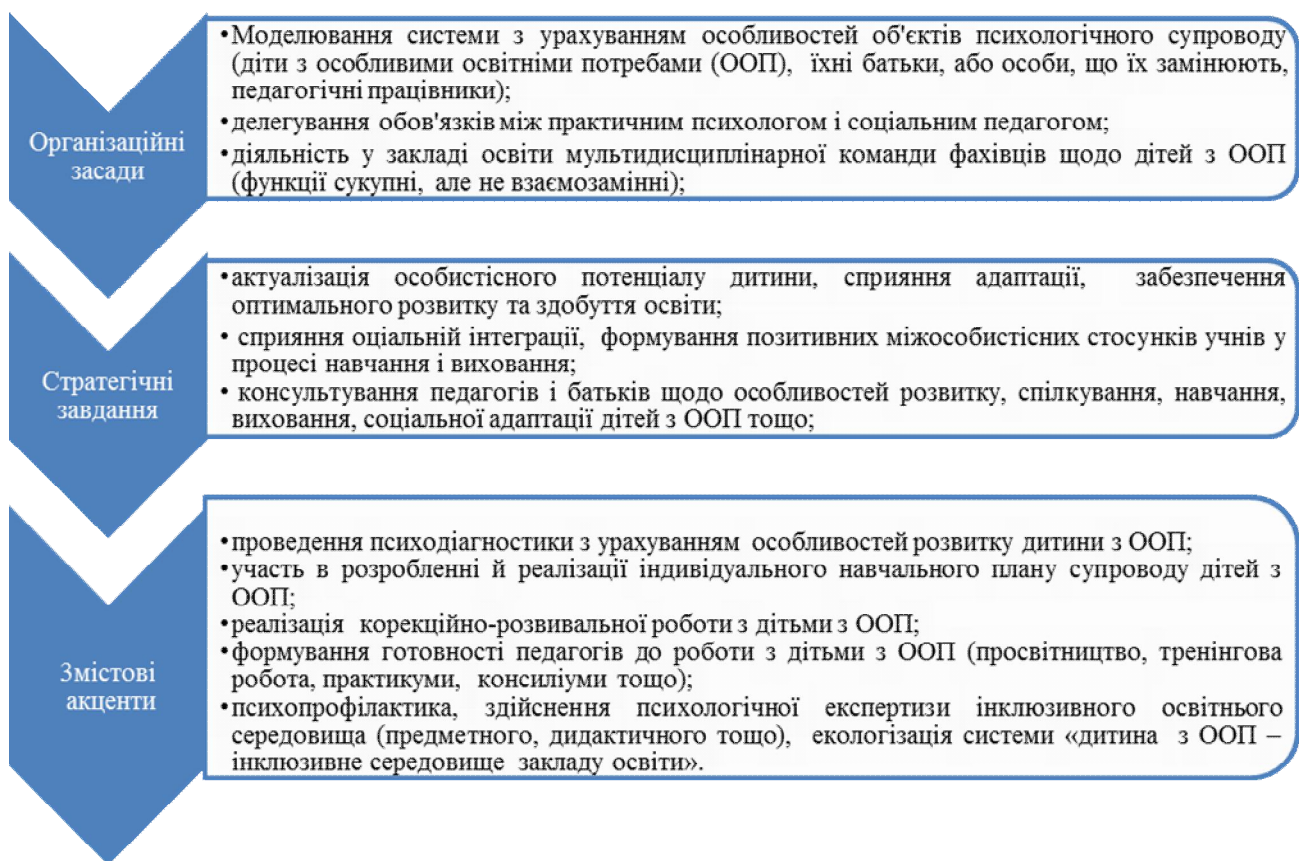 Організаційні
засади
•Моделювання системи з урахуванням особливостей об'єктів психологічного супроводу
(діти з особливими освітніми потребами (ООП), їхні батьки, або особи, що їх замінюють,
педагогічні працівники);
•делегування обов'язків між практичним психологом і соціальним педагогом;
•діяльність у закладі освіти мультидисциплінарної команди фахівців щодо дітей з ООП
(функції сукупні, але не взаємозамінні);
Стратегічні
завдання
•актуалізація особистісного потенціалу дитини, сприяння адаптації, забезпечення
оптимального розвитку та здобуття освіти;
• сприяння оціальній інтеграції, формування позитивних міжособистісних стосунків учнів у
процесі навчання і виховання;
• консультування педагогів і батьків щодо особливостей розвитку, спілкування, навчання,
виховання, соціальної адаптації дітей з ООП тощо;
Змістові
акценти
•проведення психодіагностики з урахуванням особливостей розвитку дитини з ООП;
•участь в розробленні й реалізації індивідуального навчального плану супроводу дітей з
ООП;
•реалізація корекційно-розвивальної роботи з дітьми з ООП;
•формування готовності педагогів до роботи з дітьми з ООП (просвітництво, тренінгова
робота, практикуми, консиліуми тощо);
•психопрофілактика, здійснення психологічної експертизи інклюзивного освітнього
середовища (предметного, дидактичного тощо), екологізація системи «дитина з ООП –
інклюзивне середовище закладу освіти».